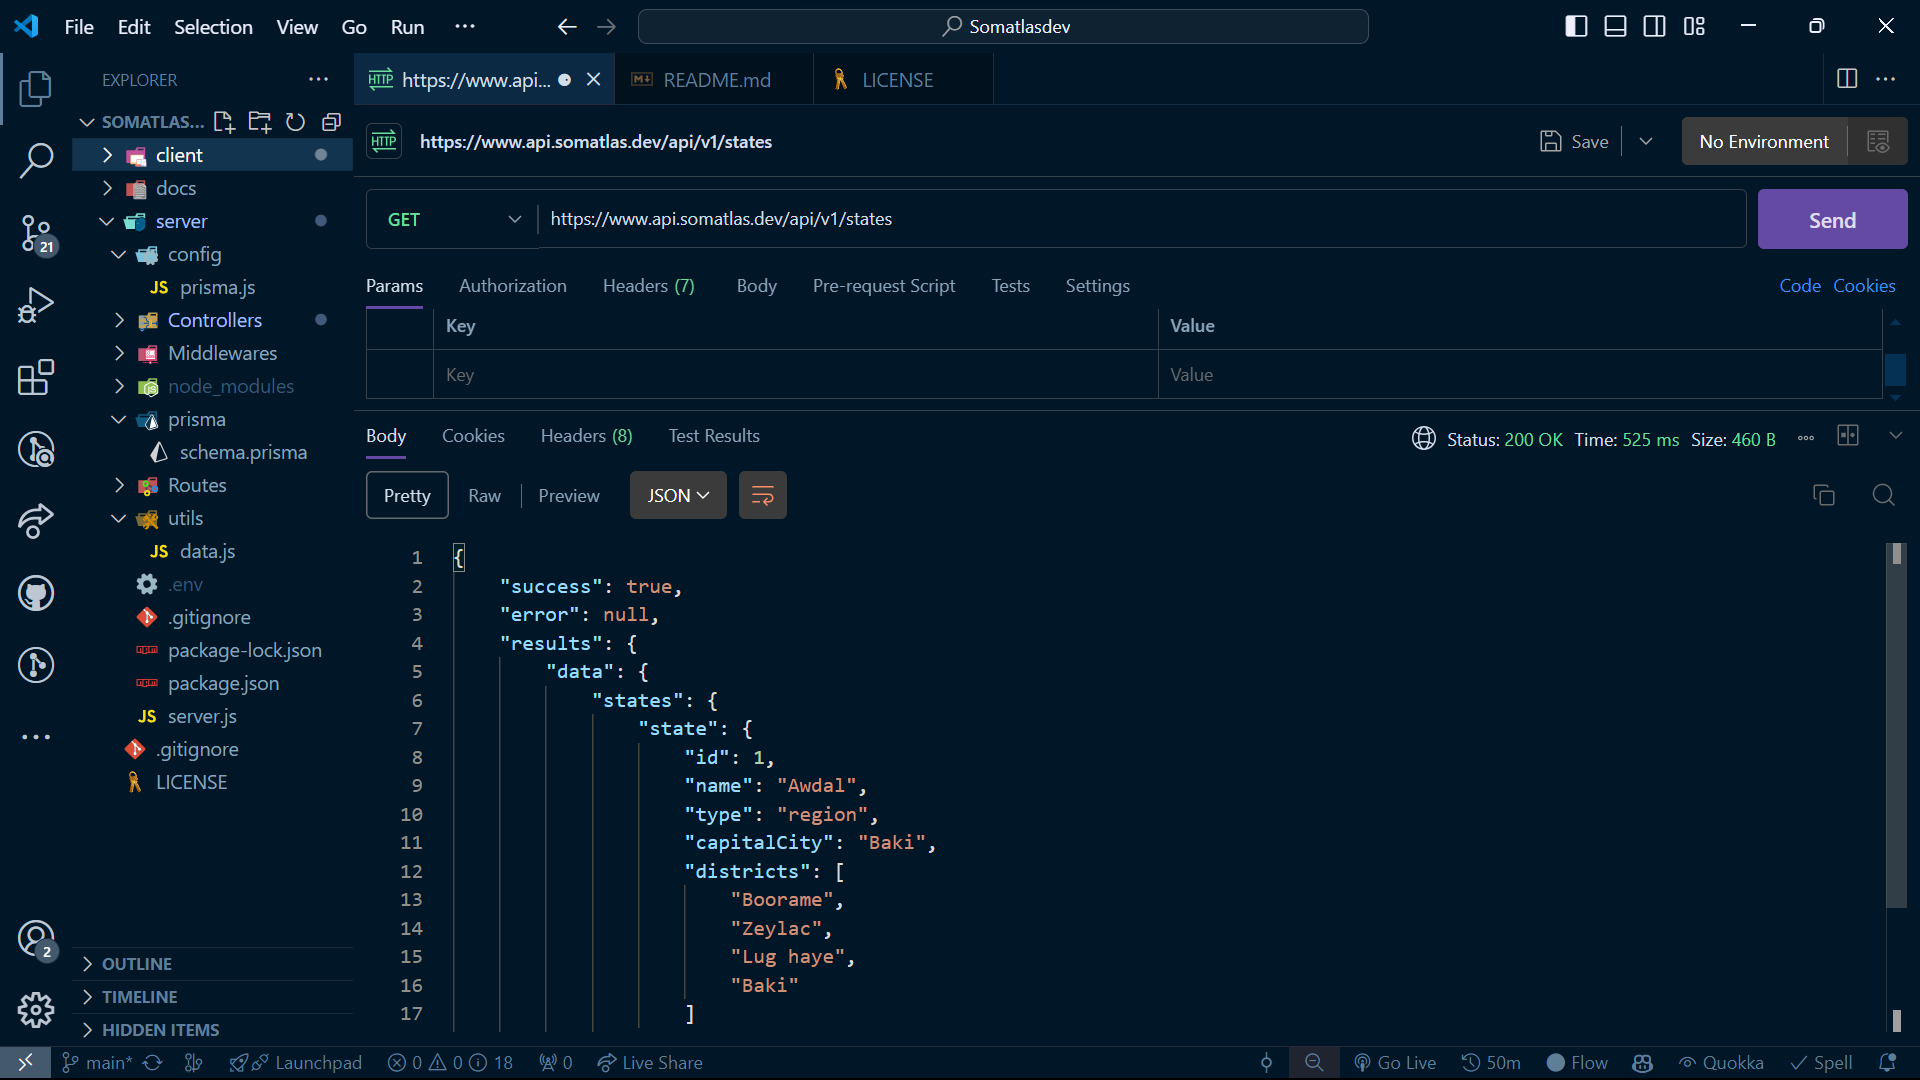 File Edit Selection View Go Run
Somatlasdev
EXPLORER
SOMATLAS...
client
docs
server
config
JS prisma.js
Controllers
Middlewares
node_modules
prisma
schema.prisma
Routes
utils
JS data.js
.env
.gitignore
package-lock.json
package.json
JS server.js
.gitignore
LICENSE
OUTLINE
TIMELINE
HIDDEN ITEMS
21
2
HTTP https://www.api...
README.md
LICENSE
HTTP https://www.api.somatlas.dev/api/v1/states
Save
No Environment
GET https://www.api.somatlas.dev/api/v1/states
Send
Params Authorization Headers (7) Body Pre-request Script Tests Settings
Code Cookies
Key Value
Key Value
Body Cookies Headers (8) Test Results
Status: 200 OK Time: 525 ms Size: 460 B
Pretty Raw Preview JSON
1 {
2 "success": true,
3 "error": null,
4 "results": {
5 "data": {
6 "states": {
7 "state": {
8 "id": 1,
9 "name": "Awdal",
10 "type": "region",
11 "capitalCity": "Baki",
12 "districts": [
13 "Boorame",
14 "Zeylac",
15 "Lug haye",
16 "Baki"
17 ]
main* Launchpad 0 0 18 0 Live Share
Go Live 50m Flow Quokka Spell